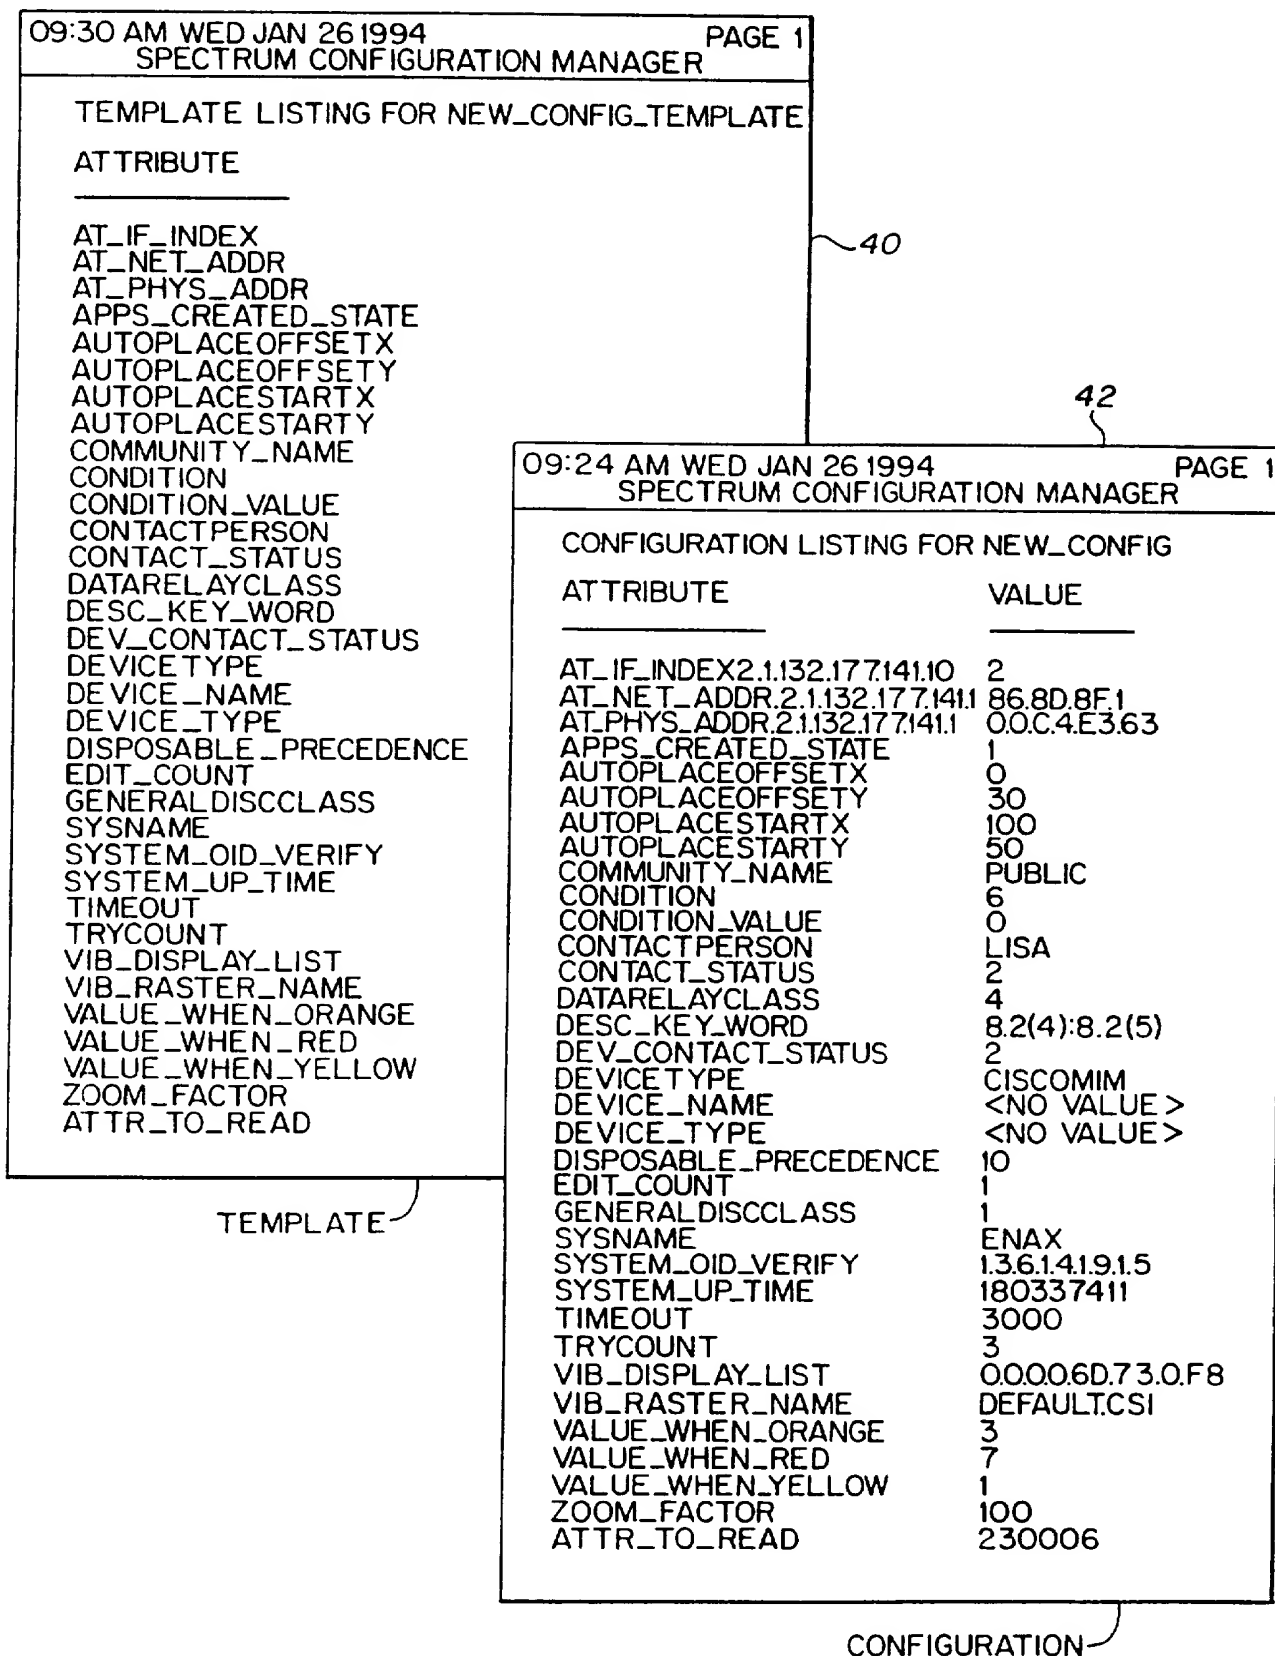 09:30 AM WED JAN 26 1994 PAGE 1
SPECTRUM CONFIGURATION MANAGER
TEMPLATE LISTING FOR NEW_CONFIG_TEMPLATE
ATTRIBUTE
AT_IF_INDEX
AT_NET_ADDR
AT_PHYS_ADDR
APPS_CREATED_STATE
AUTOPLACEOFFSETX
AUTOPLACEOFFSETY
AUTOPLACESTARTX
AUTOPLACESTARTY
COMMUNITY_NAME
CONDITION
CONDITION_VALUE
CONTACTPERSON
CONTACT_STATUS
DATARELAYCLASS
DESC_KEY_WORD
DEV_CONTACT_STATUS
DEVICETYPE
DEVICE_NAME
DEVICE_TYPE
DISPOSABLE_PRECEDENCE
EDIT_COUNT
GENERALDISCCLASS
SYSNAME
SYSTEM_OID_VERIFY
SYSTEM_UP_TIME
TIMEOUT
TRYCOUNT
VIB_DISPLAY_LIST
VIB_RASTER_NAME
VALUE_WHEN_ORANGE
VALUE_WHEN_RED
VALUE_WHEN_YELLOW
ZOOM_FACTOR
ATTR_TO_READ
TEMPLATE
40
42
09:24 AM WED JAN 26 1994 PAGE 1
SPECTRUM CONFIGURATION MANAGER
CONFIGURATION LISTING FOR NEW_CONFIG
ATTRIBUTE VALUE
AT_IF_INDEX2.1.132.177.141.10 2
AT_NET_ADDR.2.1.132.177.141.1 86.8D.8F.1
AT_PHYS_ADDR.2.1.132.177.141.1 0.0.C.4.E3.63
APPS_CREATED_STATE 1
AUTOPLACEOFFSETX 0
AUTOPLACEOFFSETY 30
AUTOPLACESTARTX 100
AUTOPLACESTARTY 50
COMMUNITY_NAME PUBLIC
CONDITION 6
CONDITION_VALUE 0
CONTACTPERSON LISA
CONTACT_STATUS 2
DATARELAYCLASS 4
DESC_KEY_WORD 8.2(4):8.2(5)
DEV_CONTACT_STATUS 2
DEVICETYPE CISCOMIM
DEVICE_NAME <NO VALUE>
DEVICE_TYPE <NO VALUE>
DISPOSABLE_PRECEDENCE 10
EDIT_COUNT 1
GENERALDISCCLASS 1
SYSNAME ENAX
SYSTEM_OID_VERIFY 1.3.6.1.4.1.9.1.5
SYSTEM_UP_TIME 180337411
TIMEOUT 3000
TRYCOUNT 3
VIB_DISPLAY_LIST 0.0.0.0.6D.73.0.F8
VIB_RASTER_NAME DEFAULT.CSI
VALUE_WHEN_ORANGE 3
VALUE_WHEN_RED 7
VALUE_WHEN_YELLOW 1
ZOOM_FACTOR 100
ATTR_TO_READ 230006
CONFIGURATION